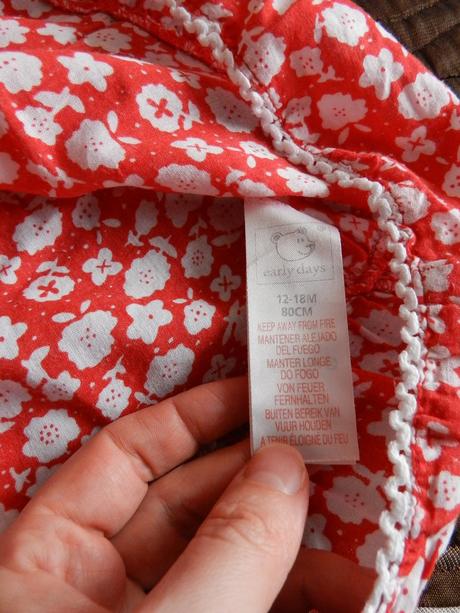 early days
12-18M
80CM
KEEP AWAY FROM FIRE
MANTENER ALEJADO
DEL FUEGO
MANTER LONGE
DO FOGO
VON FEUER
FERNHALTEN
BUITEN BEREIK VAN
VUUR HOUDEN
A TENIR ÉLOIGNÉ DU FEU